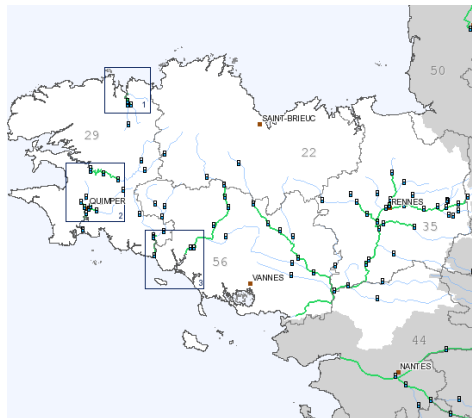 50
1
SAINT-BRIEUC
29
22
QUIMPER
RENNES
2
35
56
3
VANNES
44
NANTES